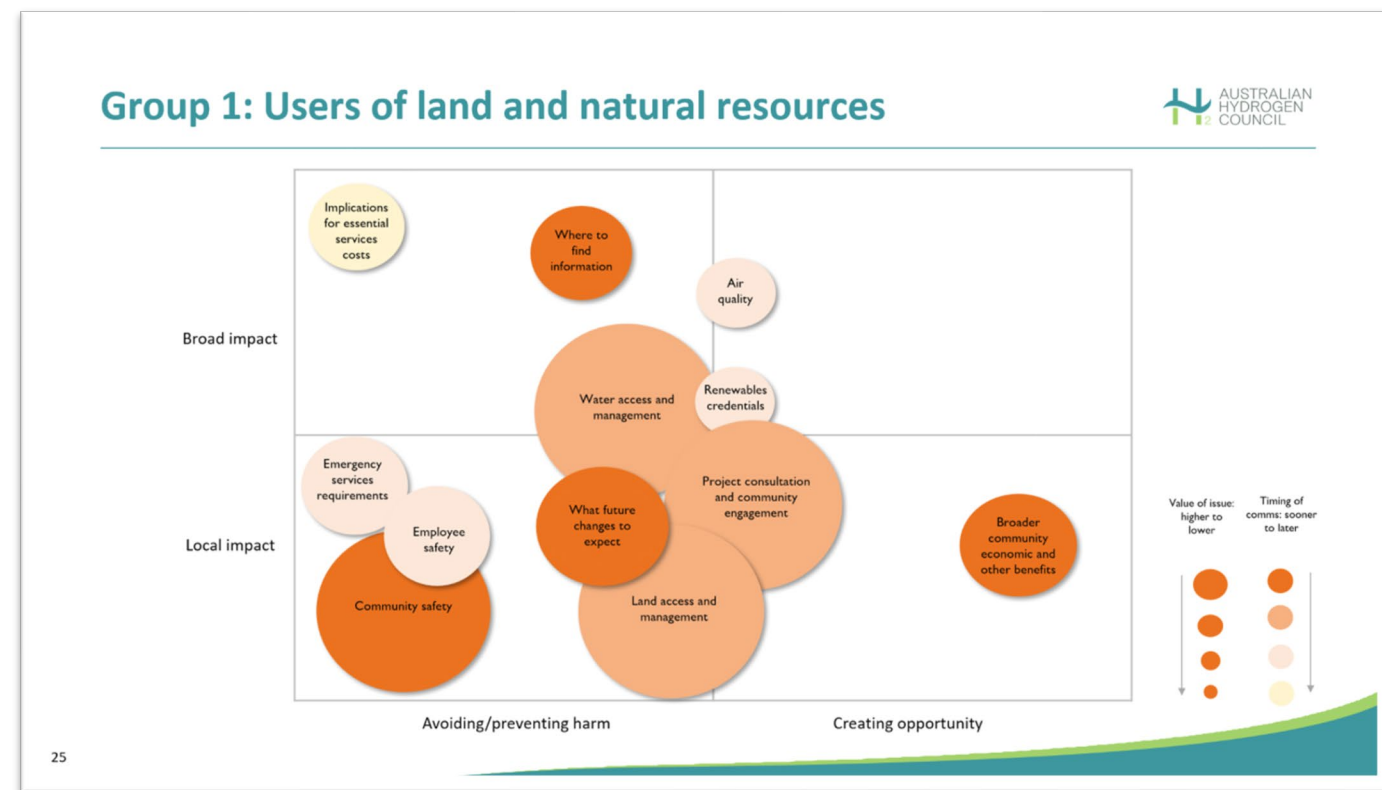 Group 1: Users of land and natural resources
AUSTRALIAN
HYDROGEN
COUNCIL
H2
Implications
for essential
services
costs
Where to
find
information
Air
quality
Broad impact
Water access and
management
Renewables
credentials
Emergency
services
requirements
Project consultation
and community
engagement
What future
changes to
expect
Employee
safety
Broader
community
economic and
other benefits
Local impact
Community safety
Land access and
management
Value of issue:
higher to
lower
Timing of
comms: sooner
to later
Avoiding/preventing harm
Creating opportunity
25